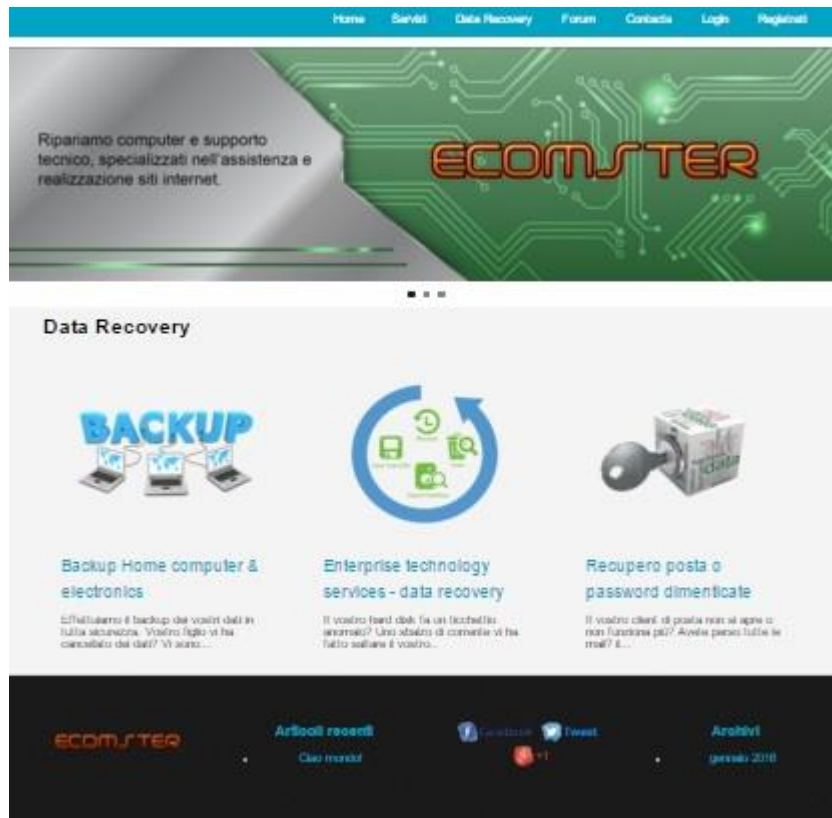 Home Servizi Data Recovery Forum Contacts Login Registrati
Ripariamo computer e supporto
tecnico, specializzati nell'assistenza e
realizzazione siti internet.
ECOMSTER
Data Recovery
BACKUP
data
Backup Home computer &
electronics
Enterprise technology
services - data recovery
Recupero posta o
password dimenticate
Effettuiamo il backup dei vostri dati in
tutta sicurezza. Vostro figlio vi ha
cancellato dei dati? Vi sono...
Il vostro hard disk fa un ticchettio
anomalo? Uno sbalzo di corrente vi ha
fatto saltare il vostro...
Il vostro client di posta non si apre o
non funziona più? Avete perso tutte le
mail? Il...
ECOMSTER
Articoli recenti
Ciao mondo!
Facebook Tweet
+1
Archivi
gennaio 2016